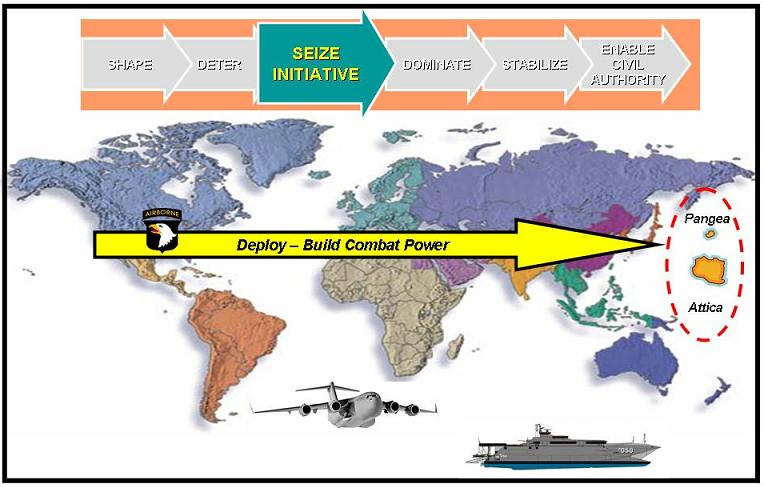 SHAPE
DETER
SEIZE
INITIATIVE
DOMINATE
STABILIZE
ENABLE
CIVIL
AUTHORITY
AIRBORNE
Deploy – Build Combat Power
Pangea
Attica